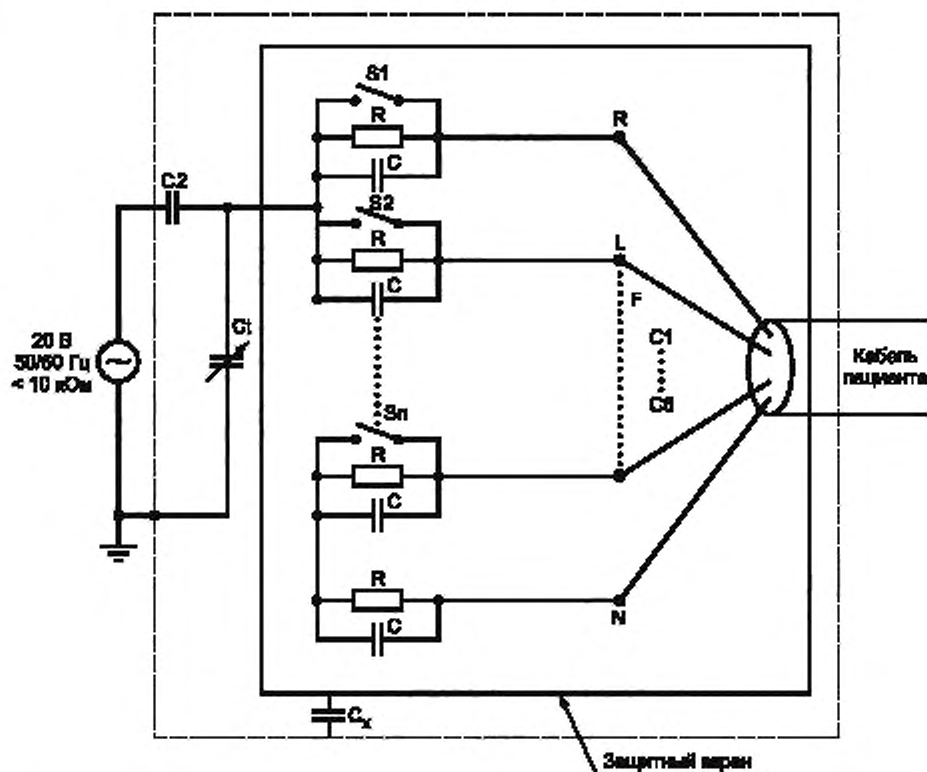 S1
R
C
S2
R
C
Sn
R
C
R
C
C2
Ct
20 В
50/60 Гц
< 10 кОм
R
L
F
C1
C6
N
Кабель
пациента
Cx
Защитный экран